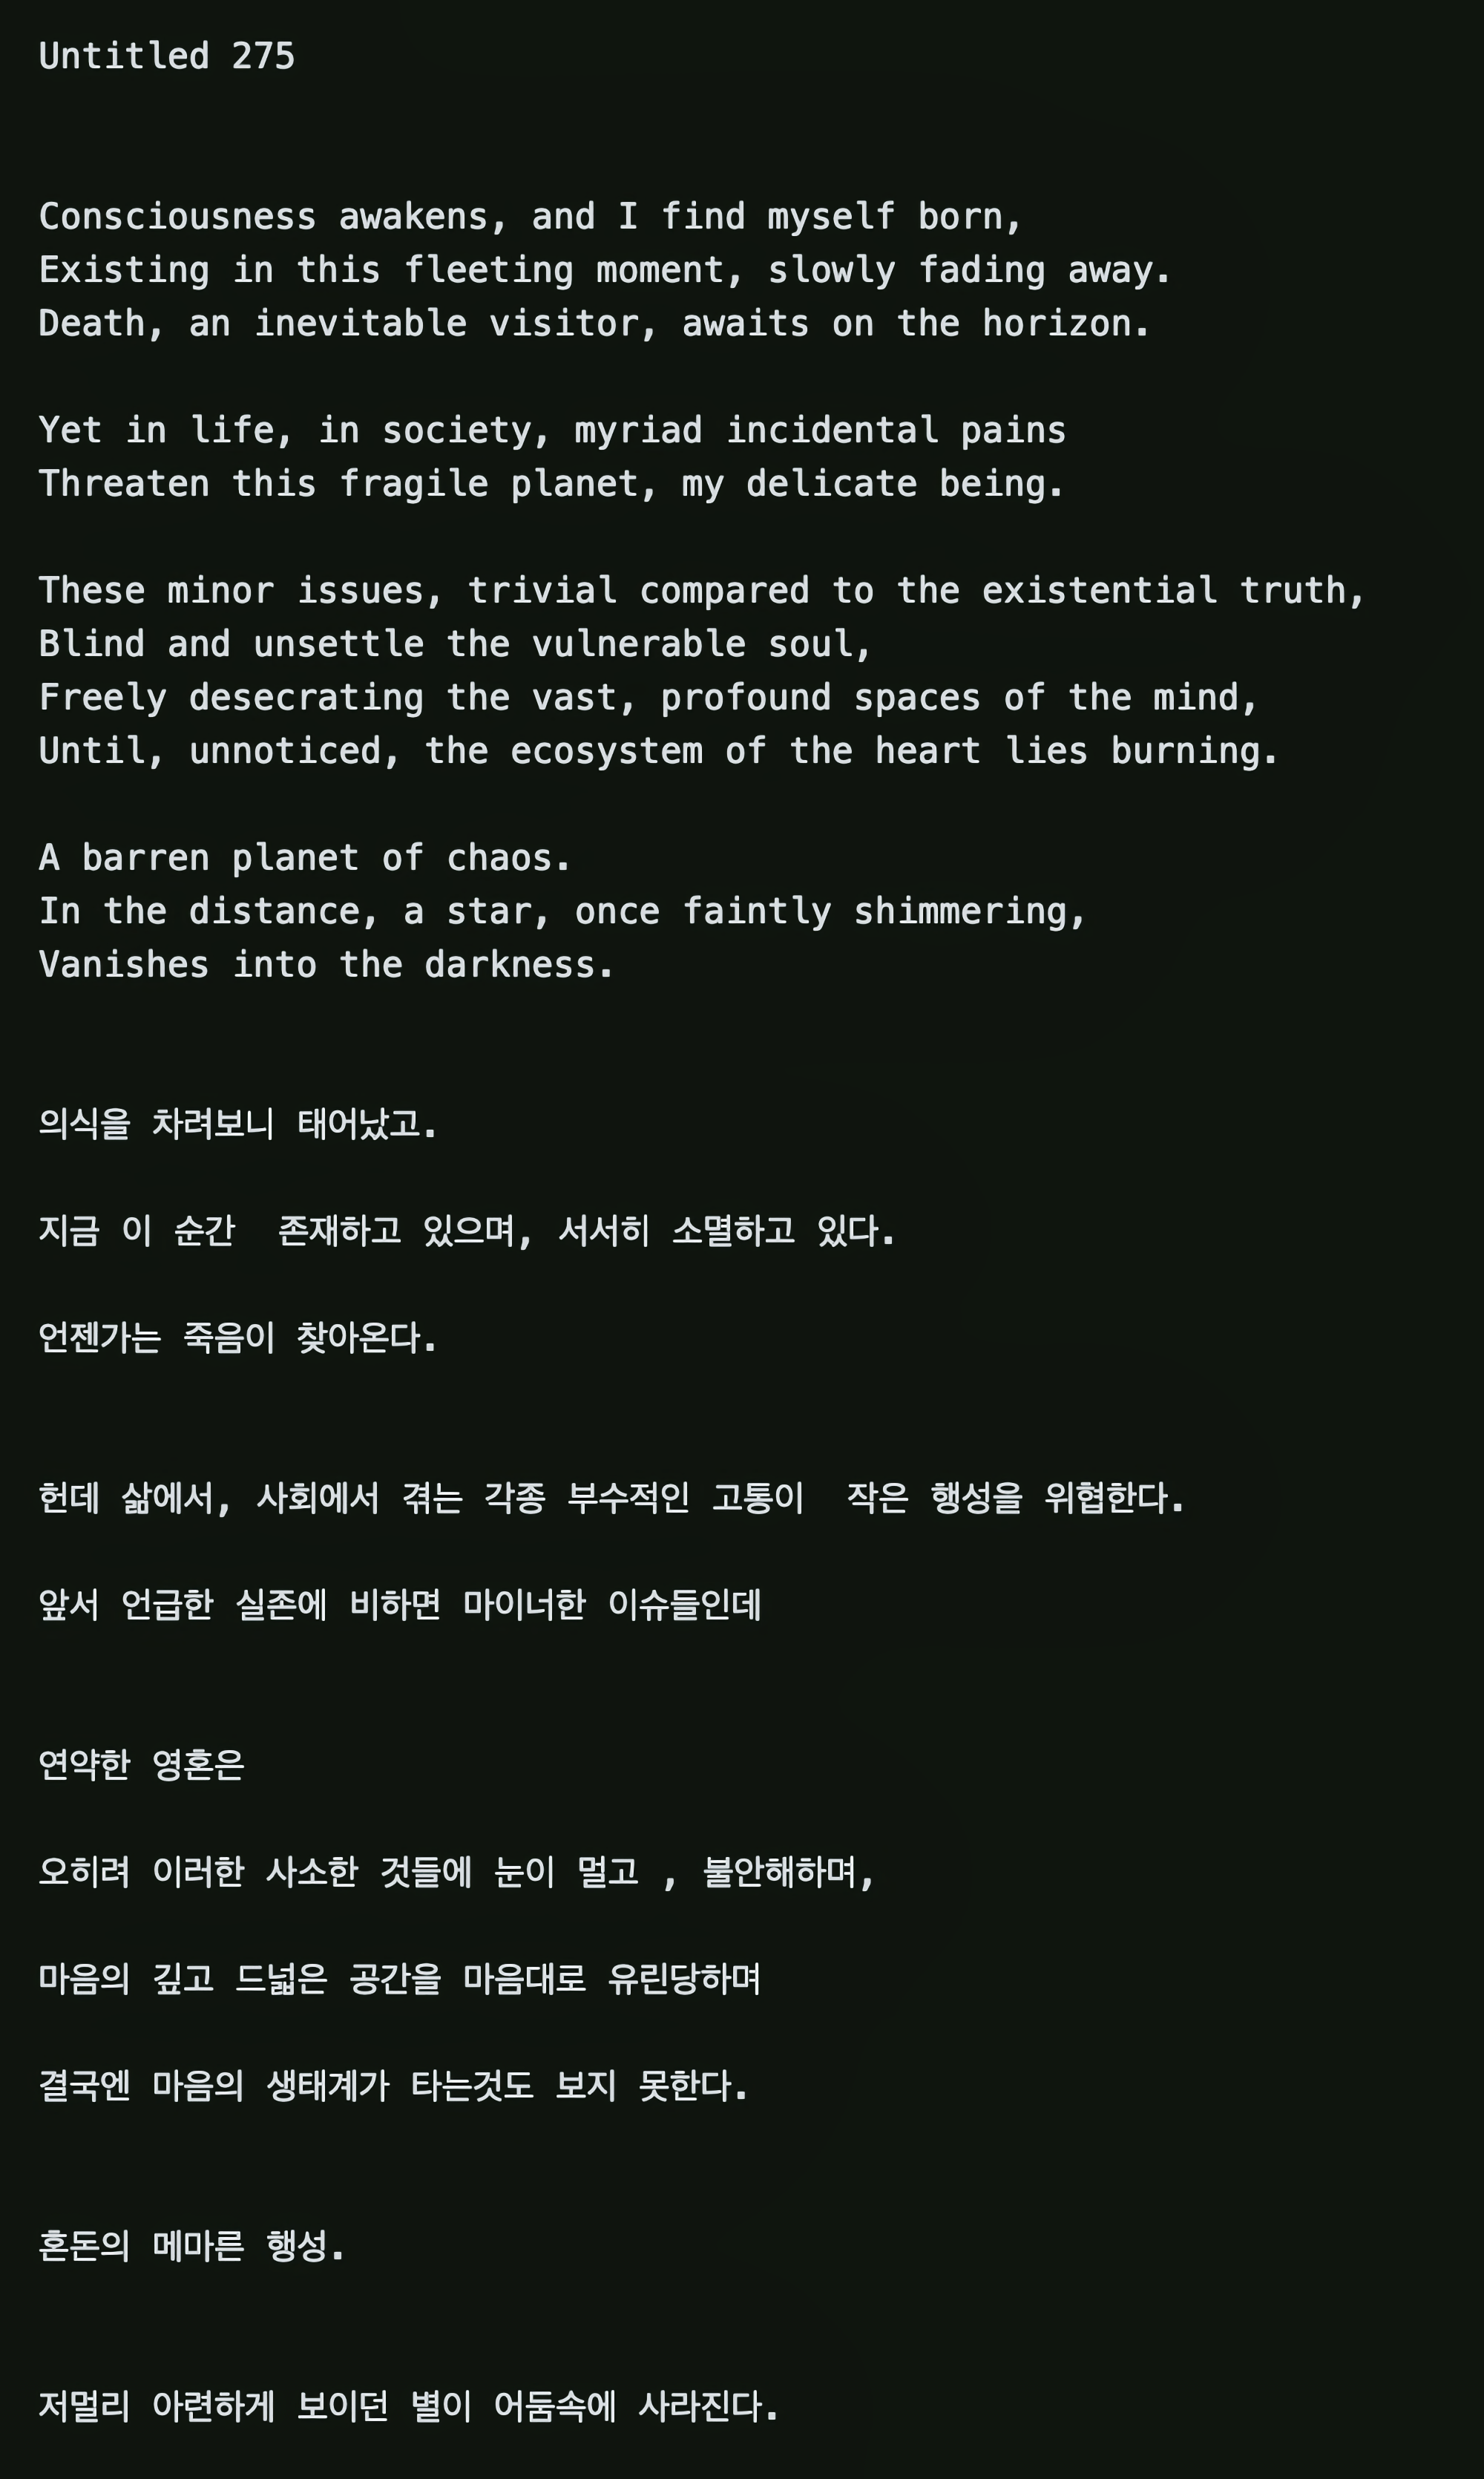 Untitled 275
Consciousness awakens, and I find myself born,
Existing in this fleeting moment, slowly fading away.
Death, an inevitable visitor, awaits on the horizon.
Yet in life, in society, myriad incidental pains
Threaten this fragile planet, my delicate being.
These minor issues, trivial compared to the existential truth,
Blind and unsettle the vulnerable soul,
Freely desecrating the vast, profound spaces of the mind,
Until, unnoticed, the ecosystem of the heart lies burning.
A barren planet of chaos.
In the distance, a star, once faintly shimmering,
Vanishes into the darkness.
의식을 차려보니 태어났고.
지금 이 순간  존재하고 있으며, 서서히 소멸하고 있다.
언젠가는 죽음이 찾아온다.
헌데 삶에서, 사회에서 겪는 각종 부수적인 고통이  작은 행성을 위협한다.
앞서 언급한 실존에 비하면 마이너한 이슈들인데
연약한 영혼은
오히려 이러한 사소한 것들에 눈이 멀고 , 불안해하며,
마음의 깊고 드넓은 공간을 마음대로 유린당하며
결국엔 마음의 생태계가 타는것도 보지 못한다.
혼돈의 메마른 행성.
저멀리 아련하게 보이던 별이 어둠속에 사라진다.